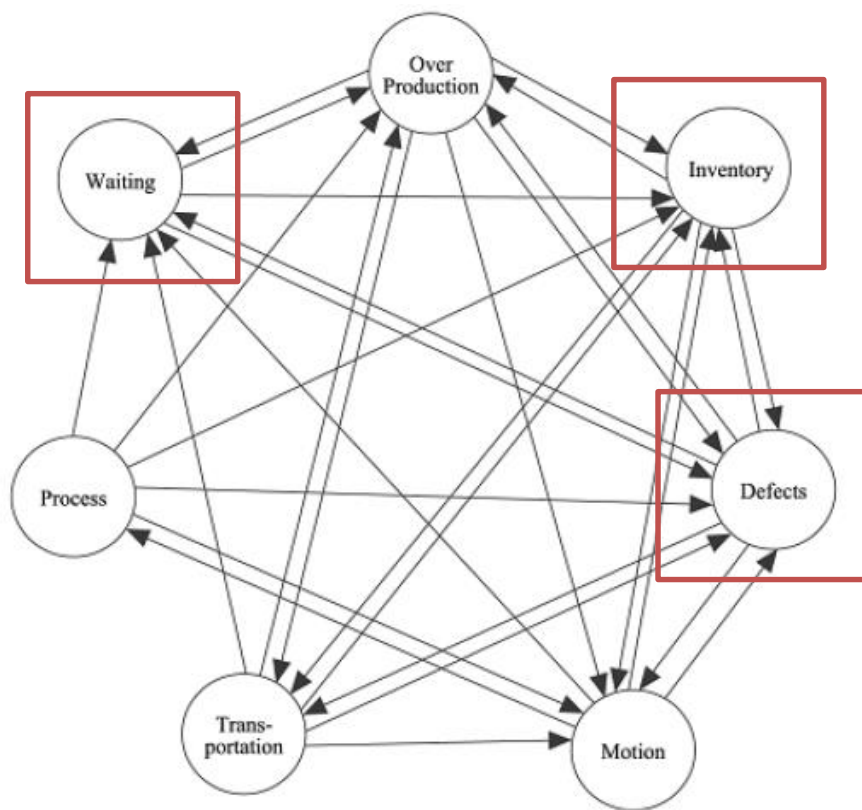 Over
Production
Waiting
Inventory
Process
Defects
Trans-
portation
Motion